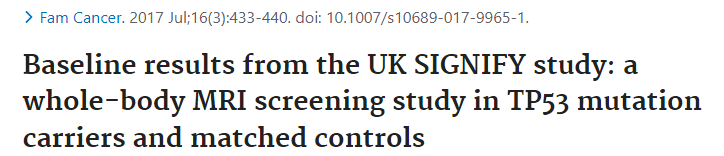 Fam Cancer. 2017 Jul;16(3):433-440. doi: 10.1007/s10689-017-9965-1.
Baseline results from the UK SIGNIFY study: a
whole-body MRI screening study in TP53 mutation
carriers and matched controls